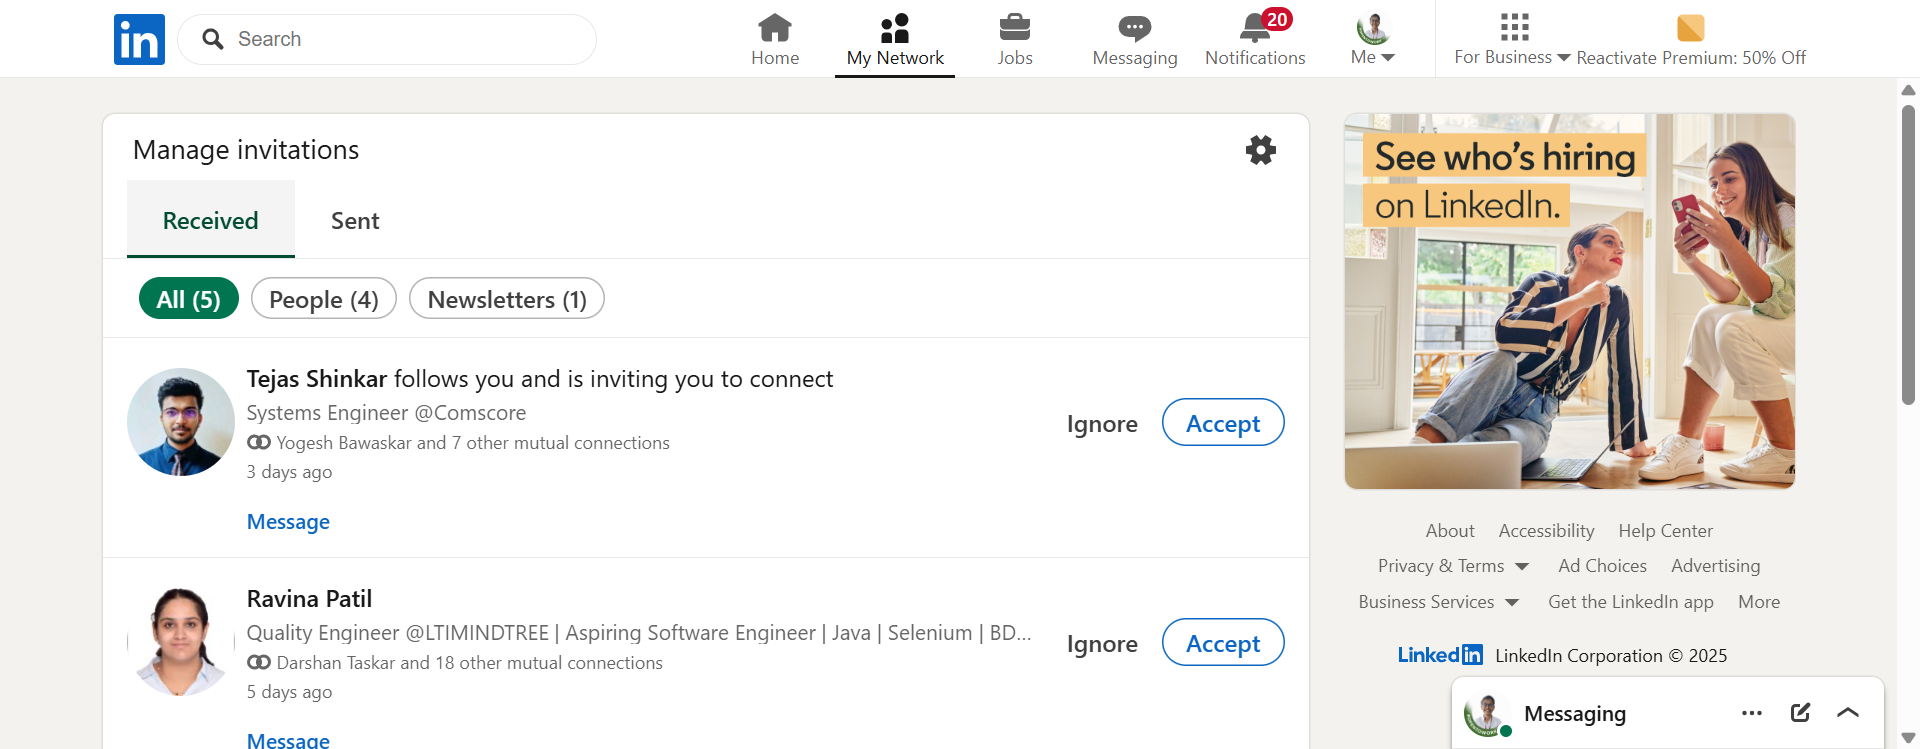 in
Search
Home
My Network
Jobs
Messaging
20
Notifications
Me
For Business
Reactivate Premium: 50% Off
Manage invitations
Received
Sent
All (5)
People (4)
Newsletters (1)
Tejas Shinkar follows you and is inviting you to connect
Systems Engineer @Comscore
Yogesh Bawaskar and 7 other mutual connections
3 days ago
Ignore
Accept
Message
Ravina Patil
Quality Engineer @LTIMINDTREE | Aspiring Software Engineer | Java | Selenium | BD...
Darshan Taskar and 18 other mutual connections
5 days ago
Ignore
Accept
Message
See who's hiring
on LinkedIn.
About Accessibility Help Center
Privacy & Terms Ad Choices Advertising
Business Services Get the LinkedIn app More
LinkedIn LinkedIn Corporation © 2025
Messaging